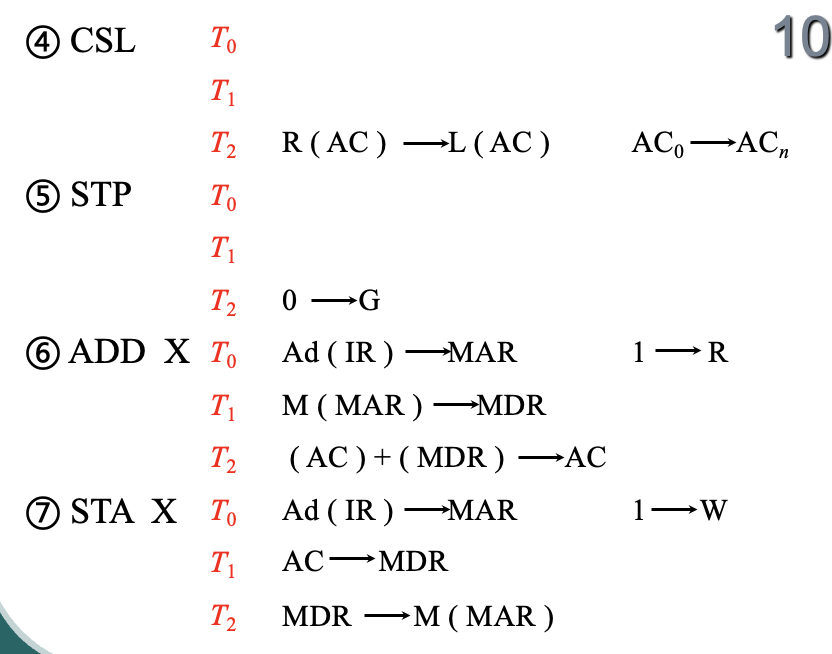 10
④ CSL T₀
T₁
T₂ R ( AC ) ⟶ L ( AC ) AC₀ ⟶ ACₙ
⑤ STP T₀
T₁
T₂ 0 ⟶ G
⑥ ADD X T₀ Ad ( IR ) ⟶ MAR 1 ⟶ R
T₁ M ( MAR ) ⟶ MDR
T₂ ( AC ) + ( MDR ) ⟶ AC
⑦ STA X T₀ Ad ( IR ) ⟶ MAR 1 ⟶ W
T₁ AC ⟶ MDR
T₂ MDR ⟶ M ( MAR )